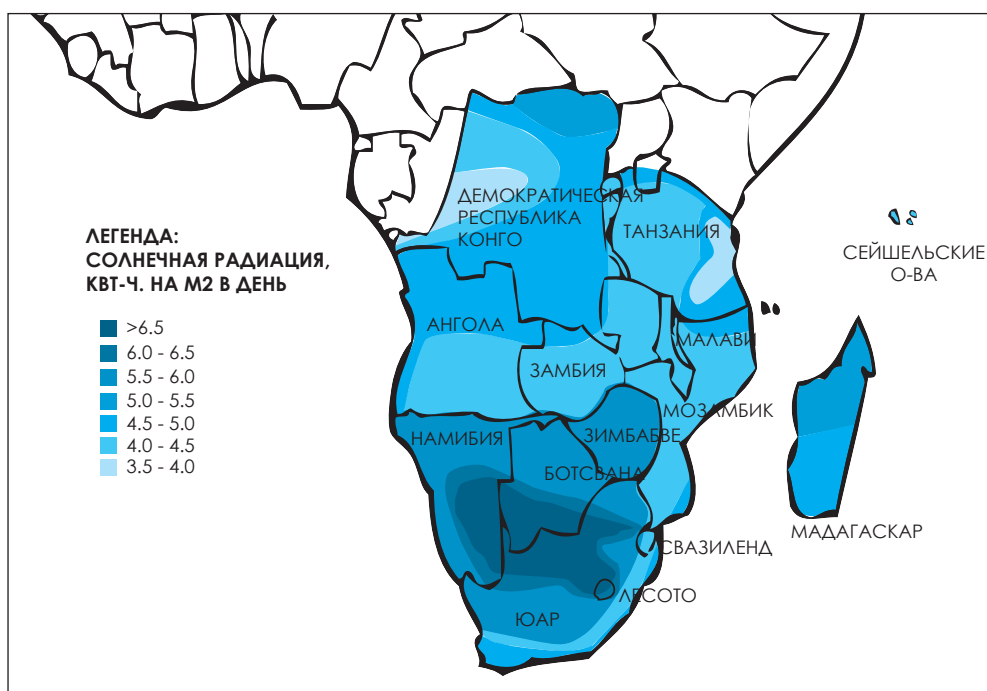 ДЕМОКРАТИЧЕСКАЯ
РЕСПУБЛИКА
КОНГО
ТАНЗАНИЯ
СЕЙШЕЛЬСКИЕ
О-ВА
ЛЕГЕНДА:
СОЛНЕЧНАЯ РАДИАЦИЯ,
КВТ-Ч. НА М2 В ДЕНЬ
>6.5
6.0 - 6.5
5.5 - 6.0
5.0 - 5.5
4.5 - 5.0
4.0 - 4.5
3.5 - 4.0
АНГОЛА
МАЛАВИ
ЗАМБИЯ
МОЗАМБИК
НАМИБИЯ
ЗИМБАБВЕ
БОТСВАНА
МАДАГАСКАР
СВАЗИЛЕНД
ЛЕСОТО
ЮАР